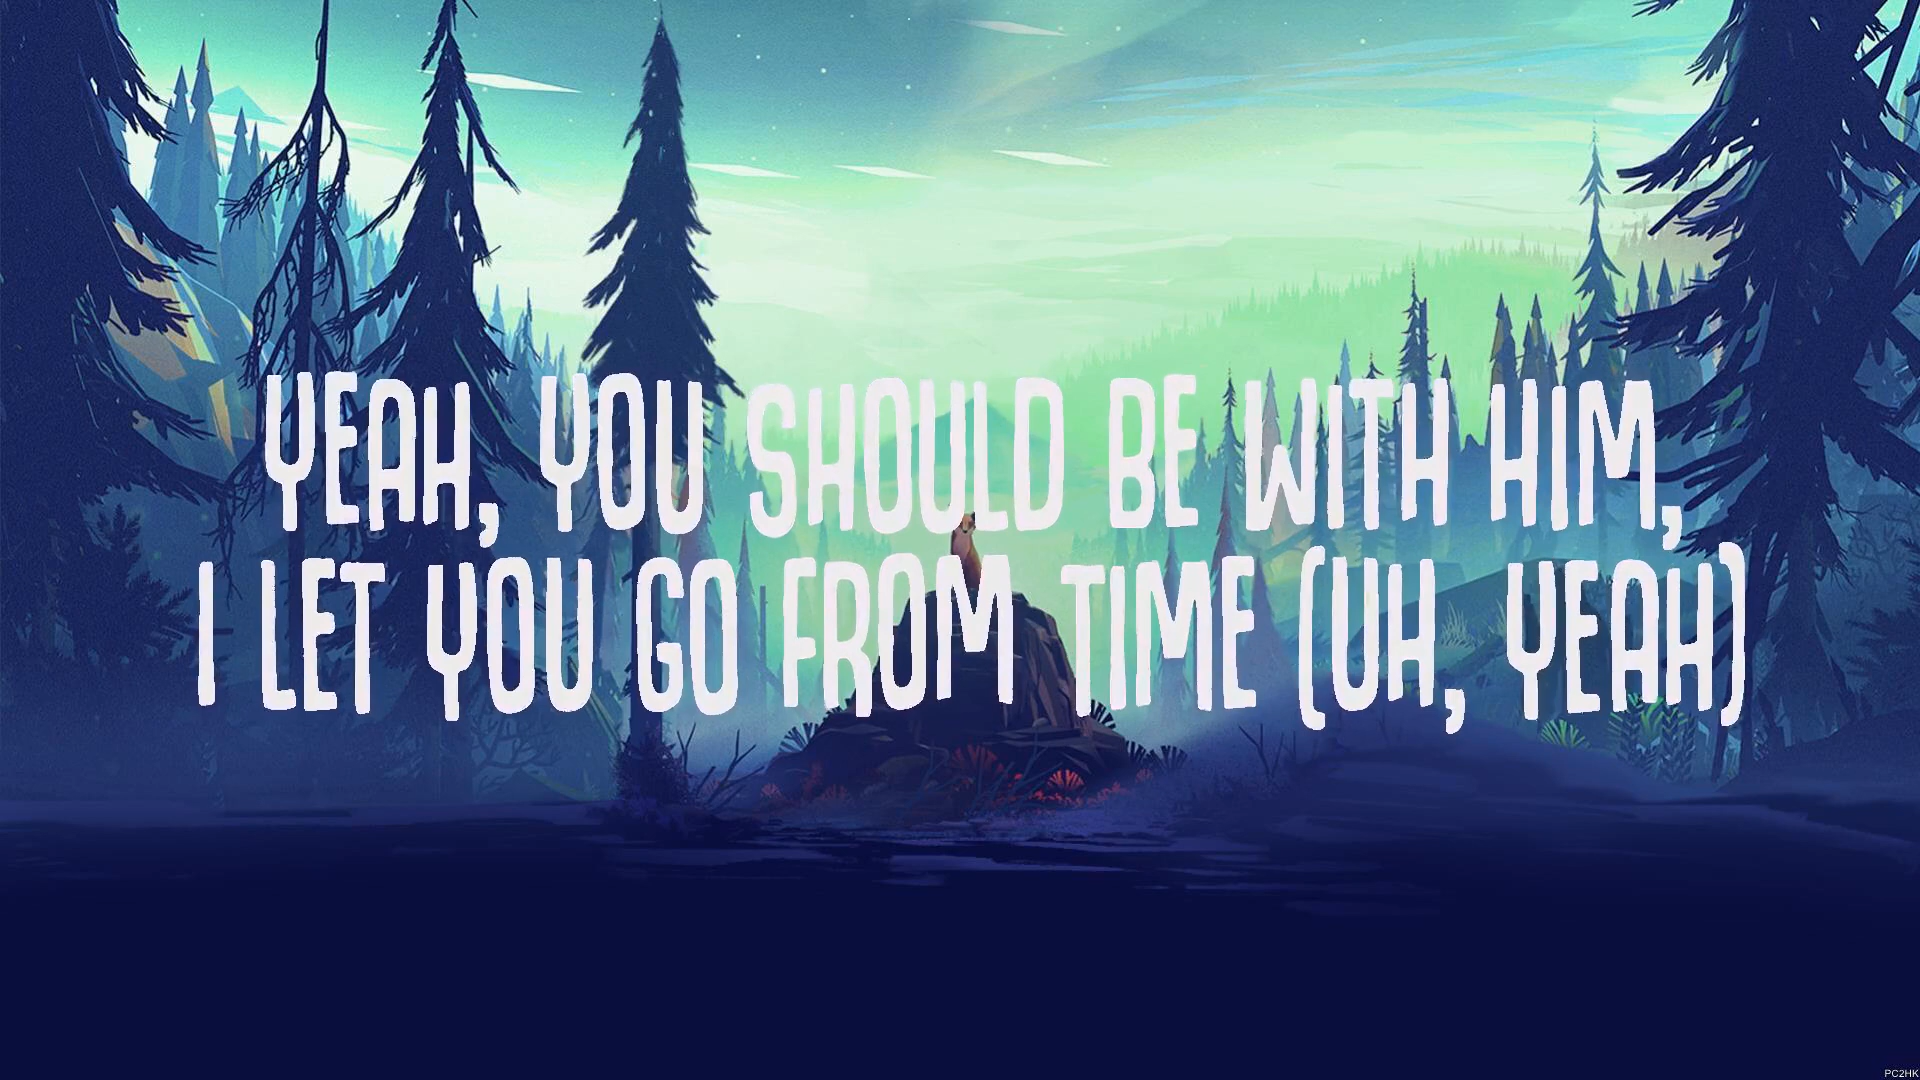 YEAH, YOU SHOULD BE WITH HIM,
I LET YOU GO FROM TIME (UH, YEAH)
PC2HK